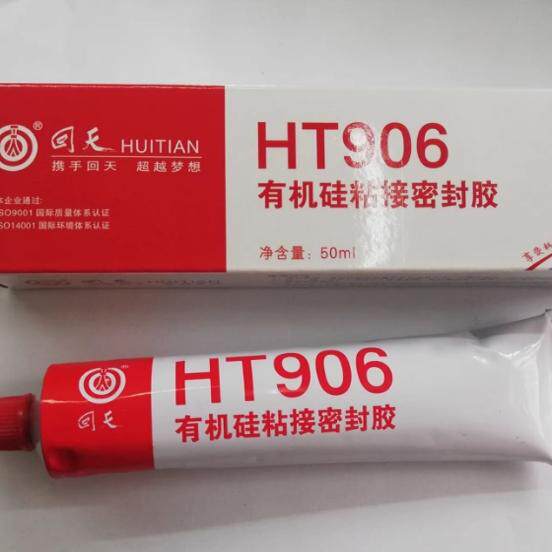 回天 HUITIAN
携手回天 超越梦想
本企业通过:
ISO9001 国际质量体系认证
ISO14001 国际环境体系认证
HT906
有机硅粘接密封胶
净含量: 50ml
回天
HT906
有机硅粘接密封胶